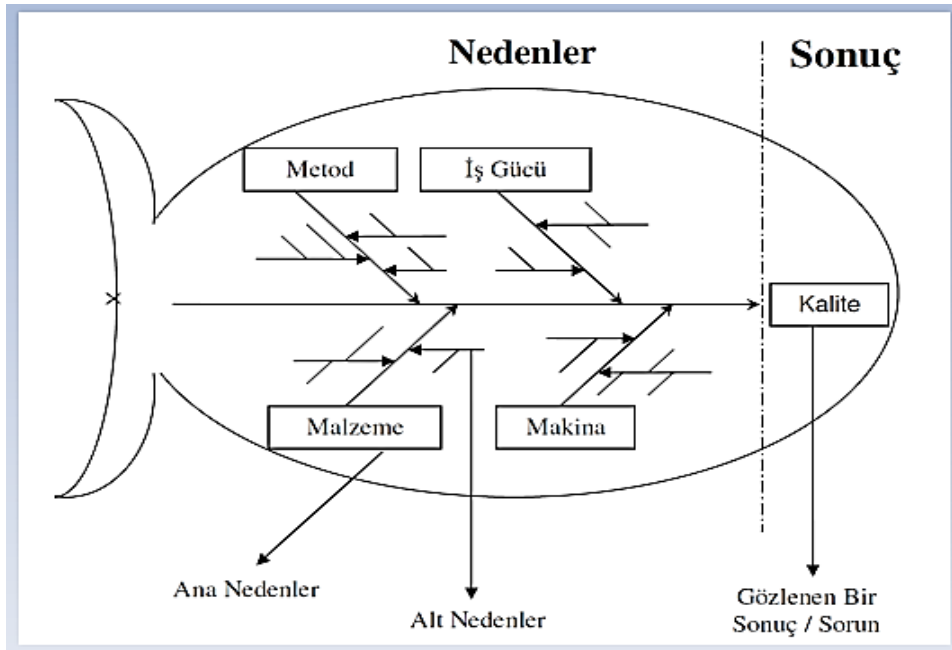 Nedenler
Sonuç
Metod
İş Gücü
Kalite
Malzeme
Makina
Ana Nedenler
Alt Nedenler
Gözlenen Bir
Sonuç / Sorun